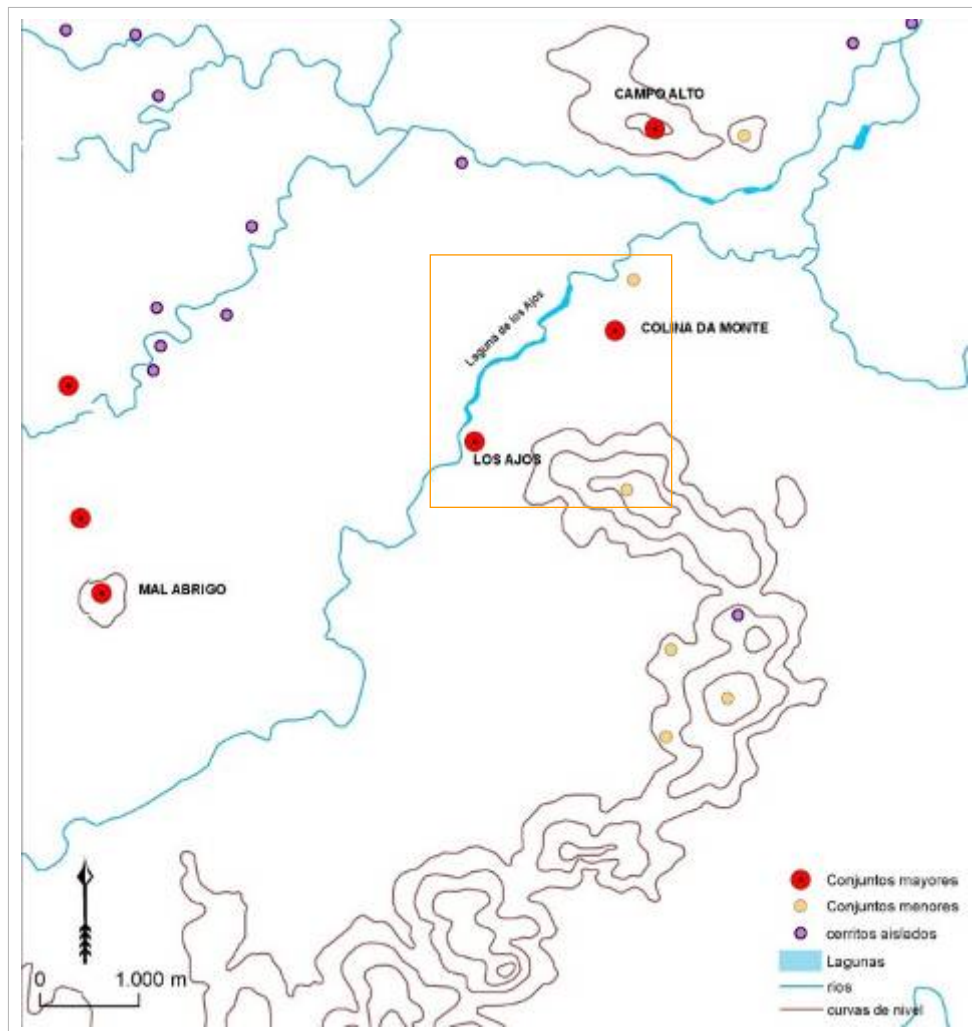 CAMPO ALTO
Laguna de los Ajos
COLINA DA MONTE
LOS AJOS
MAL ABRIGO
Conjuntos mayores
Conjuntos menores
cerritos aislados
Lagunas
ríos
curvas de nivel
0 1.000 m